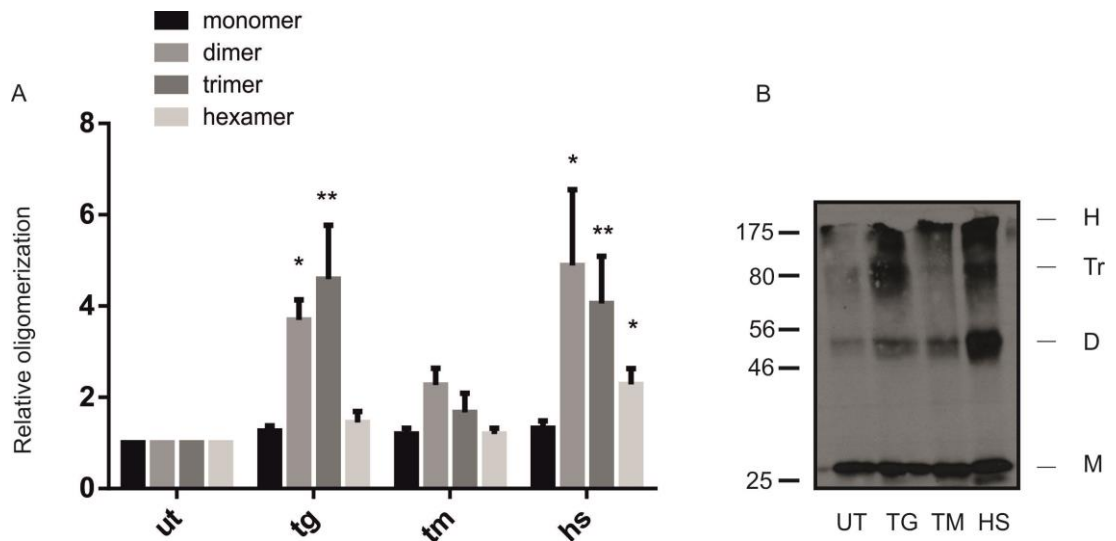 monomer
dimer
trimer
hexamer
A
Relative oligomerization
8
6
4
2
0
* ** * ** *
ut tg tm hs
B
175
80
56
46
25
H
Tr
D
M
UT TG TM HS